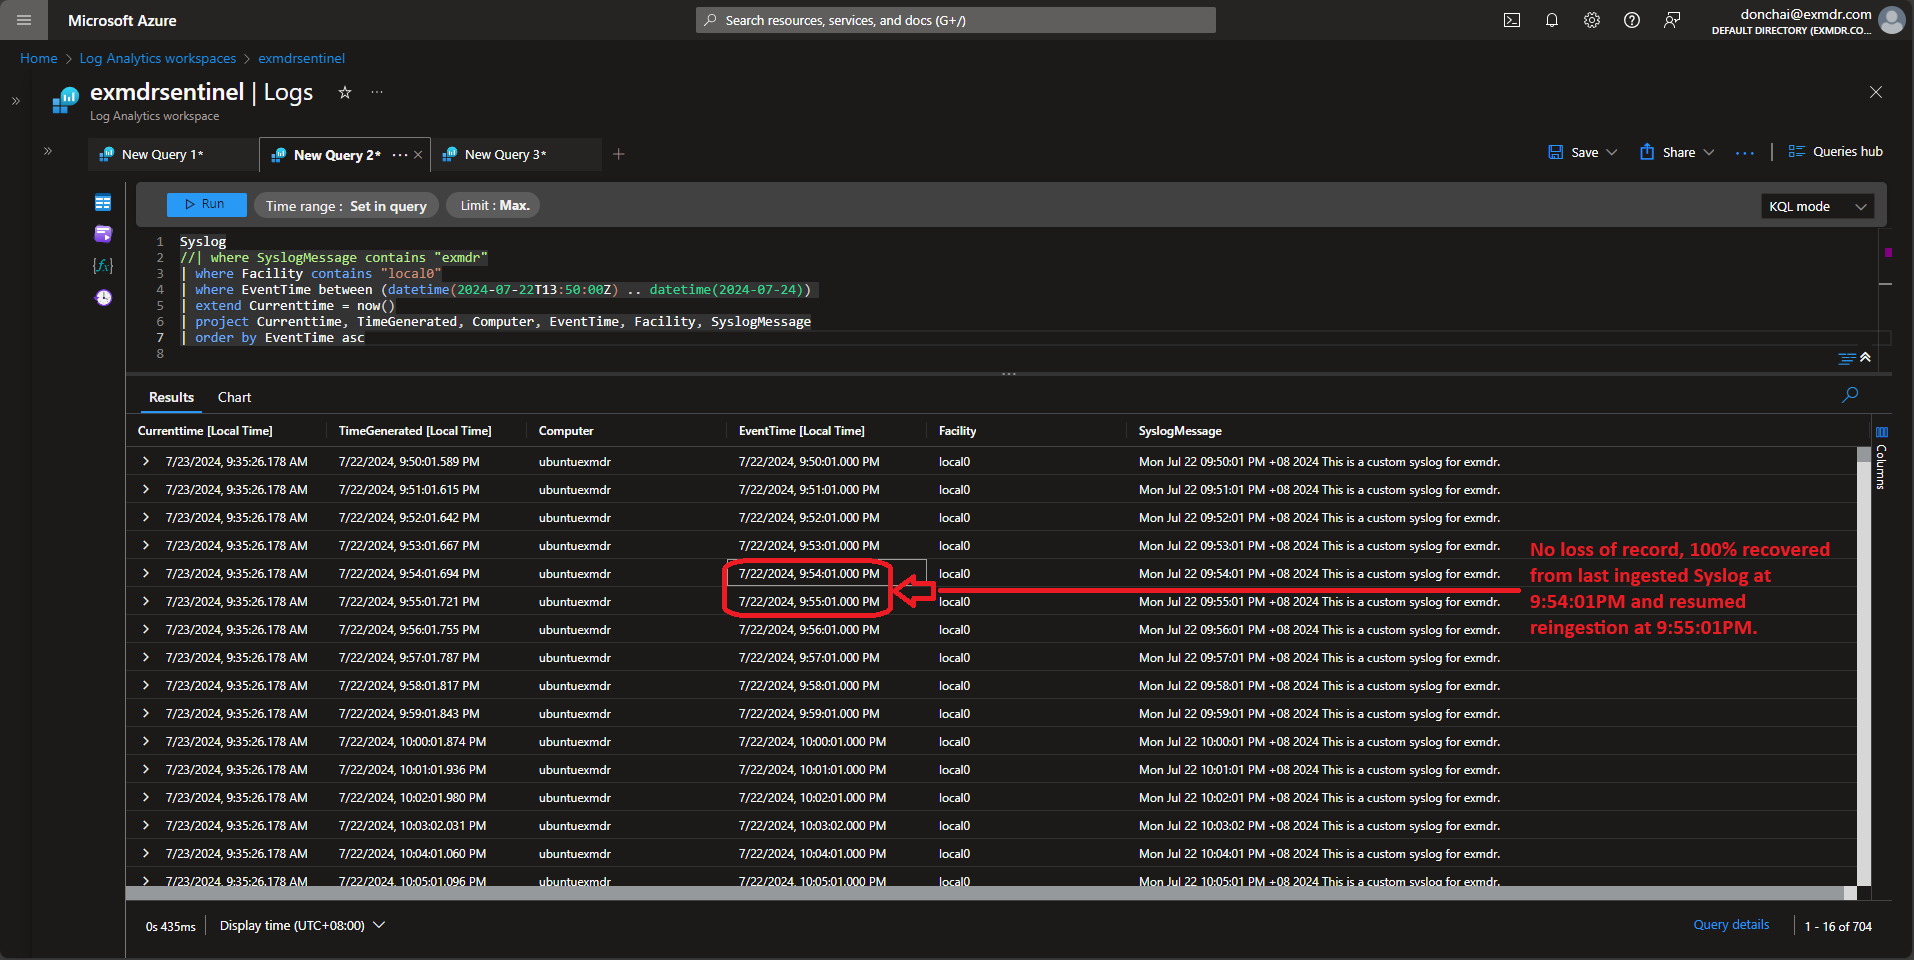 Microsoft Azure
Search resources, services, and docs (G+/)
donchai@exmdr.com
DEFAULT DIRECTORY (EXMDR.CO...
Home > Log Analytics workspaces > exmdrsentinel
exmdrsentinel | Logs
Log Analytics workspace
New Query 1*
New Query 2*
New Query 3*
Save
Share
Queries hub
Run
Time range : Set in query
Limit : Max.
KQL mode
1 Syslog
2 //| where SyslogMessage contains "exmdr"
3 | where Facility contains "local0"
4 | where EventTime between (datetime(2024-07-22T13:50:00Z) .. datetime(2024-07-24))
5 | extend Currenttime = now()
6 | project Currenttime, TimeGenerated, Computer, EventTime, Facility, SyslogMessage
7 | order by EventTime asc
8
Results Chart
Currenttime [Local Time] TimeGenerated [Local Time] Computer EventTime [Local Time] Facility SyslogMessage
7/23/2024, 9:35:26.178 AM 7/22/2024, 9:50:01.589 PM ubuntuexmdr 7/22/2024, 9:50:01.000 PM local0 Mon Jul 22 09:50:01 PM +08 2024 This is a custom syslog for exmdr.
7/23/2024, 9:35:26.178 AM 7/22/2024, 9:51:01.615 PM ubuntuexmdr 7/22/2024, 9:51:01.000 PM local0 Mon Jul 22 09:51:01 PM +08 2024 This is a custom syslog for exmdr.
7/23/2024, 9:35:26.178 AM 7/22/2024, 9:52:01.642 PM ubuntuexmdr 7/22/2024, 9:52:01.000 PM local0 Mon Jul 22 09:52:01 PM +08 2024 This is a custom syslog for exmdr.
7/23/2024, 9:35:26.178 AM 7/22/2024, 9:53:01.667 PM ubuntuexmdr 7/22/2024, 9:53:01.000 PM local0 Mon Jul 22 09:53:01 PM +08 2024 This is a custom syslog for exmdr.
7/23/2024, 9:35:26.178 AM 7/22/2024, 9:54:01.694 PM ubuntuexmdr 7/22/2024, 9:54:01.000 PM local0 Mon Jul 22 09:54:01 PM +08 2024 This is a custom syslog for exmdr.
7/23/2024, 9:35:26.178 AM 7/22/2024, 9:55:01.721 PM ubuntuexmdr 7/22/2024, 9:55:01.000 PM local0 Mon Jul 22 09:55:01 PM +08 2024 This is a custom syslog for exmdr.
7/23/2024, 9:35:26.178 AM 7/22/2024, 9:56:01.755 PM ubuntuexmdr 7/22/2024, 9:56:01.000 PM local0 Mon Jul 22 09:56:01 PM +08 2024 This is a custom syslog for exmdr.
7/23/2024, 9:35:26.178 AM 7/22/2024, 9:57:01.787 PM ubuntuexmdr 7/22/2024, 9:57:01.000 PM local0 Mon Jul 22 09:57:01 PM +08 2024 This is a custom syslog for exmdr.
7/23/2024, 9:35:26.178 AM 7/22/2024, 9:58:01.817 PM ubuntuexmdr 7/22/2024, 9:58:01.000 PM local0 Mon Jul 22 09:58:01 PM +08 2024 This is a custom syslog for exmdr.
7/23/2024, 9:35:26.178 AM 7/22/2024, 9:59:01.843 PM ubuntuexmdr 7/22/2024, 9:59:01.000 PM local0 Mon Jul 22 09:59:01 PM +08 2024 This is a custom syslog for exmdr.
7/23/2024, 9:35:26.178 AM 7/22/2024, 10:00:01.874 PM ubuntuexmdr 7/22/2024, 10:00:01.000 PM local0 Mon Jul 22 10:00:01 PM +08 2024 This is a custom syslog for exmdr.
7/23/2024, 9:35:26.178 AM 7/22/2024, 10:01:01.936 PM ubuntuexmdr 7/22/2024, 10:01:01.000 PM local0 Mon Jul 22 10:01:01 PM +08 2024 This is a custom syslog for exmdr.
7/23/2024, 9:35:26.178 AM 7/22/2024, 10:02:01.980 PM ubuntuexmdr 7/22/2024, 10:02:01.000 PM local0 Mon Jul 22 10:02:01 PM +08 2024 This is a custom syslog for exmdr.
7/23/2024, 9:35:26.178 AM 7/22/2024, 10:03:02.031 PM ubuntuexmdr 7/22/2024, 10:03:02.000 PM local0 Mon Jul 22 10:03:02 PM +08 2024 This is a custom syslog for exmdr.
7/23/2024, 9:35:26.178 AM 7/22/2024, 10:04:01.060 PM ubuntuexmdr 7/22/2024, 10:04:01.000 PM local0 Mon Jul 22 10:04:01 PM +08 2024 This is a custom syslog for exmdr.
7/23/2024, 9:35:26.178 AM 7/22/2024, 10:05:01.096 PM ubuntuexmdr 7/22/2024, 10:05:01.000 PM local0 Mon Jul 22 10:05:01 PM +08 2024 This is a custom syslog for exmdr.
No loss of record, 100% recovered
from last ingested Syslog at
9:54:01PM and resumed
reingestion at 9:55:01PM.
Columns
0s 435ms
Display time (UTC+08:00)
Query details
1 - 16 of 704